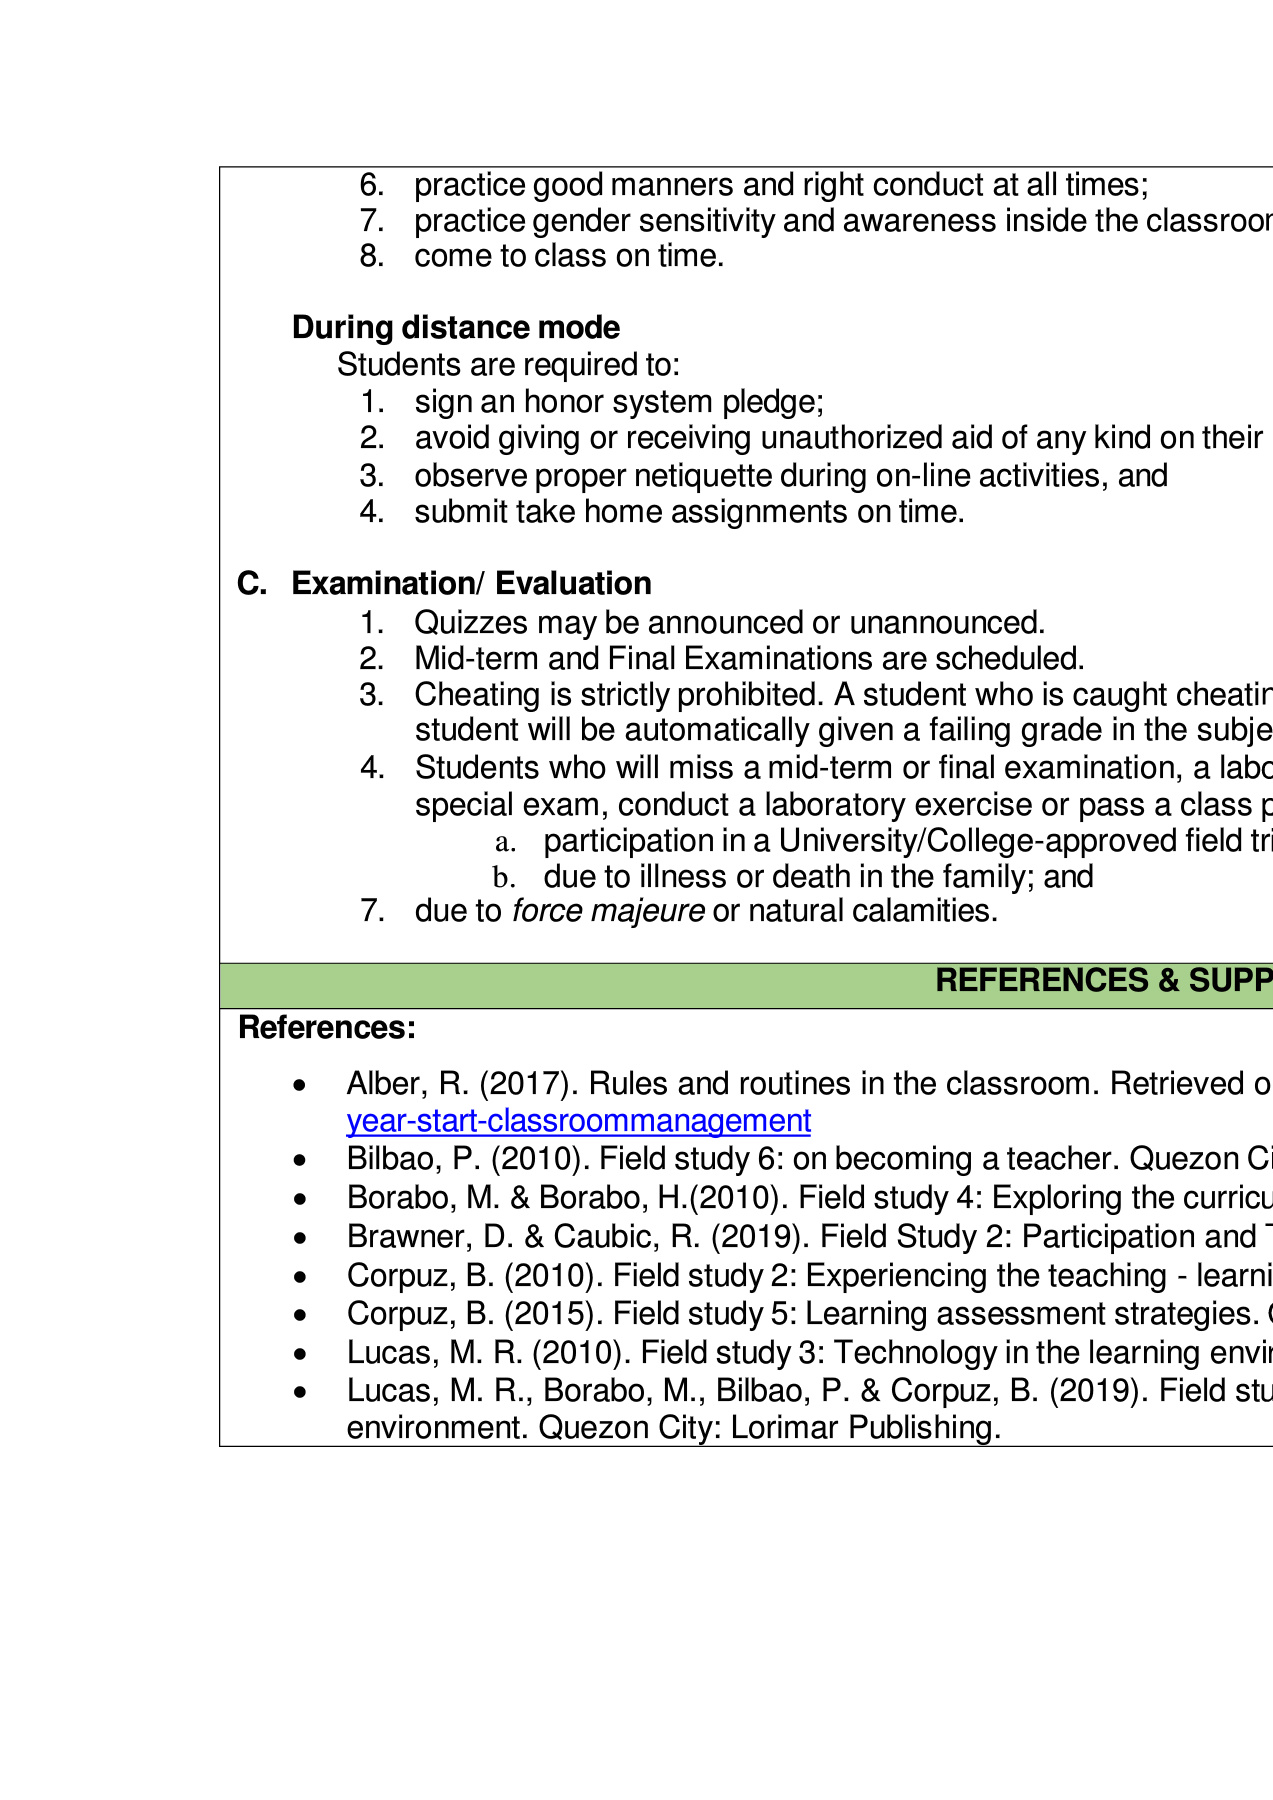 6. practice good manners and right conduct at all times;
7. practice gender sensitivity and awareness inside the
8. come to class on time.
During distance mode
Students are required to:
1. sign an honor system pledge;
2. avoid giving or receiving unauthorized aid of any kind on their
3. observe proper netiquette during on-line activities, and
4. submit take home assignments on time.
C. Examination/ Evaluation
1. Quizzes may be announced or unannounced.
2. Mid-term and Final Examinations are scheduled.
3. Cheating is strictly prohibited. A student who is caught
student will be automatically given a failing grade in the
4. Students who will miss a mid-term or final examination, a
special exam, conduct a laboratory exercise or pass a class
a. participation in a University/College-approved field
b. due to illness or death in the family; and
7. due to force majeure or natural calamities.
REFERENCES &
References:
• Alber, R. (2017). Rules and routines in the classroom. Retrieved
year-start-classroommanagement
• Bilbao, P. (2010). Field study 6: on becoming a teacher. Quezon
• Borabo, M. & Borabo, H.(2010). Field study 4: Exploring the
• Brawner, D. & Caubic, R. (2019). Field Study 2: Participation and
• Corpuz, B. (2010). Field study 2: Experiencing the teaching -
• Corpuz, B. (2015). Field study 5: Learning assessment strategies.
• Lucas, M. R. (2010). Field study 3: Technology in the learning
• Lucas, M. R., Borabo, M., Bilbao, P. & Corpuz, B. (2019). Field
environment. Quezon City: Lorimar Publishing.